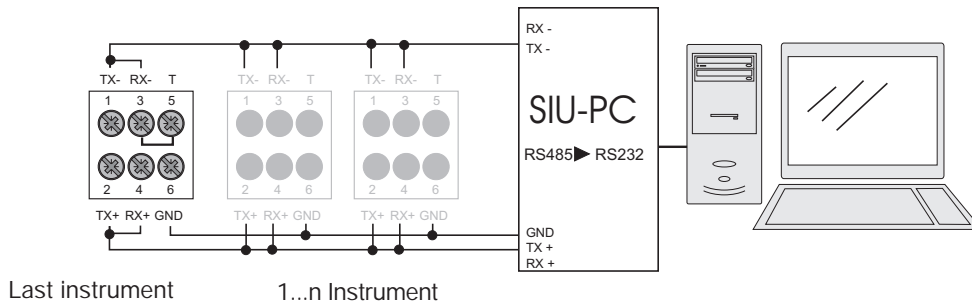 RX -
TX -
TX- RX- T
1 3 5
2 4 6
TX+ RX+ GND
TX- RX- T
1 3 5
2 4 6
TX+ RX+ GND
TX- RX- T
1 3 5
2 4 6
TX+ RX+ GND
SIU-PC
RS485 RS232
GND
TX +
RX +
Last instrument
1...n Instrument